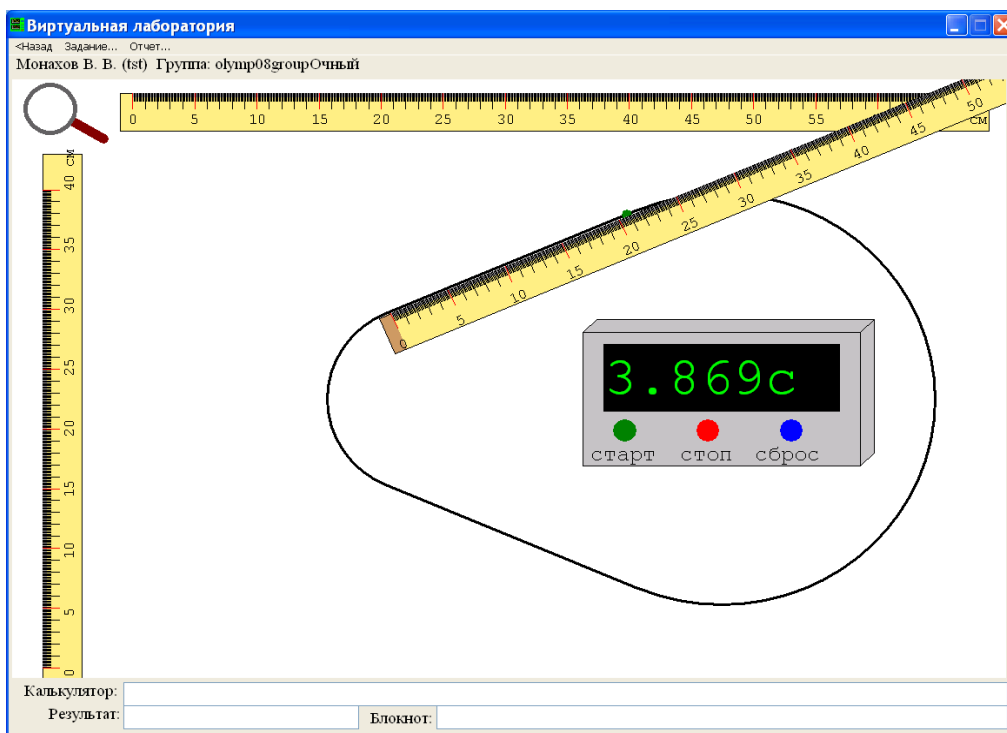 Виртуальная лаборатория
<Назад Задание... Отчет...
Монахов В. В. (tst) Группа: olymp08groupОчный
0 5 10 15 20 25 30 35 40 45 50 55 см
0 5 10 15 20 25 30 35 40 45 50
см 40 35 30 25 20 15 10 5 0
3.869с
старт стоп сброс
Калькулятор:
Результат: Блокнот: